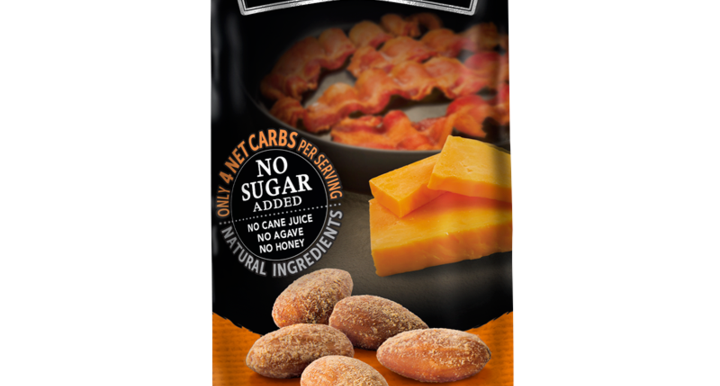 ONLY 4 NET CARBS PER SERVING
NO
SUGAR
ADDED
NO CANE JUICE
NO AGAVE
NO HONEY
NATURAL INGREDIENTS